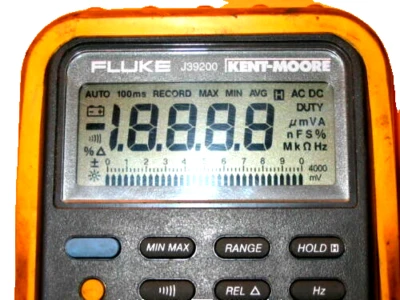 FLUKE J39200 KENT-MOORE
AUTO 100ms RECORD MAX MIN AVG H AC DC
DUTY
-1.8.8.8.8 µmVA
nFS%
% Δ MkΩHz
± 0 1 2 3 4 5 6 7 8 9 0 4000
mV
MIN MAX RANGE HOLD H
REL Δ Hz